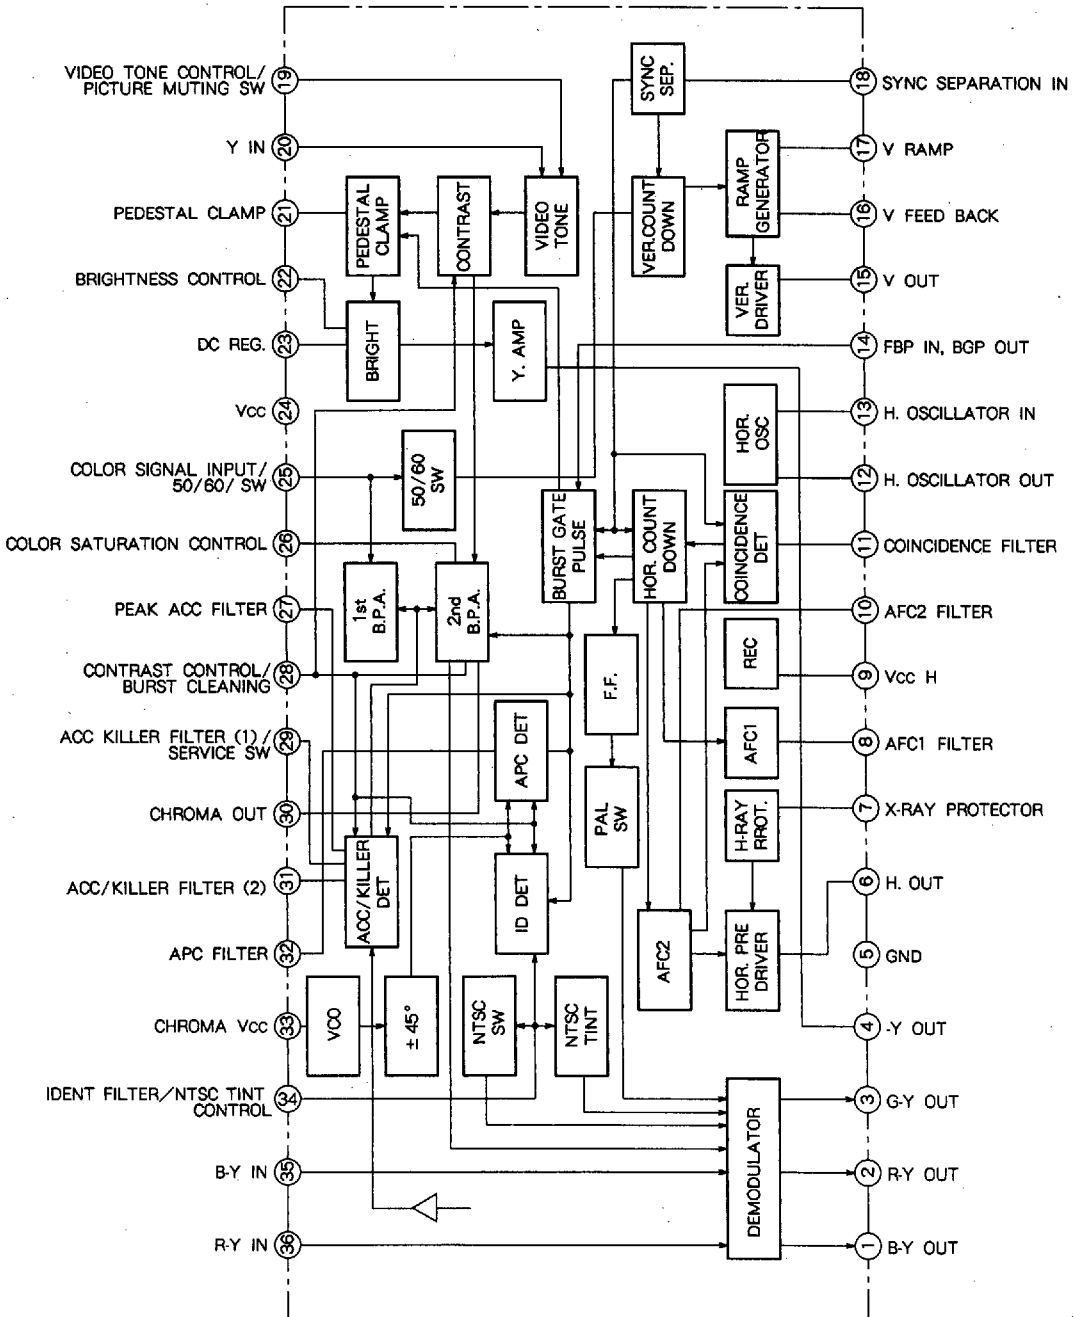 VIDEO TONE CONTROL/
PICTURE MUTING SW
19
Y IN
20
PEDESTAL CLAMP
21
BRIGHTNESS CONTROL
22
DC REG.
23
Vcc
24
COLOR SIGNAL INPUT/
50/60/ SW
25
COLOR SATURATION CONTROL
26
PEAK ACC FILTER
27
CONTRAST CONTROL/
BURST CLEANING
28
ACC KILLER FILTER (1)/
SERVICE SW
29
CHROMA OUT
30
ACC/KILLER FILTER (2)
31
APC FILTER
32
CHROMA Vcc
33
IDENT FILTER/NTSC TINT
CONTROL
34
B-Y IN
35
R-Y IN
36
SYNC
SEP.
PEDESTAL
CLAMP
CONTRAST
VIDEO
TONE
VER.COUNT
DOWN
RAMP
GENERATOR
VER.
DRIVER
BRIGHT
Y. AMP
HOR.
OSC
50/60
SW
BURST GATE
PULSE
HOR. COUNT
DOWN
COINCIDENCE
DET
1st
B.P.A.
2nd
B.P.A.
REC
F.F.
APC DET
AFC1
PAL
SW
H-RAY
RROT.
ACC/KILLER
DET
ID DET
AFC2
HOR. PRE
DRIVER
VCO
±45°
NTSC
SW
NTSC
TINT
DEMODULATOR
18
SYNC SEPARATION IN
17
V RAMP
16
V FEED BACK
15
V OUT
14
FBP IN, BGP OUT
13
H. OSCILLATOR IN
12
H. OSCILLATOR OUT
11
COINCIDENCE FILTER
10
AFC2 FILTER
9
Vcc H
8
AFC1 FILTER
7
X-RAY PROTECTOR
6
H. OUT
5
GND
4
-Y OUT
3
G-Y OUT
2
R-Y OUT
1
B-Y OUT